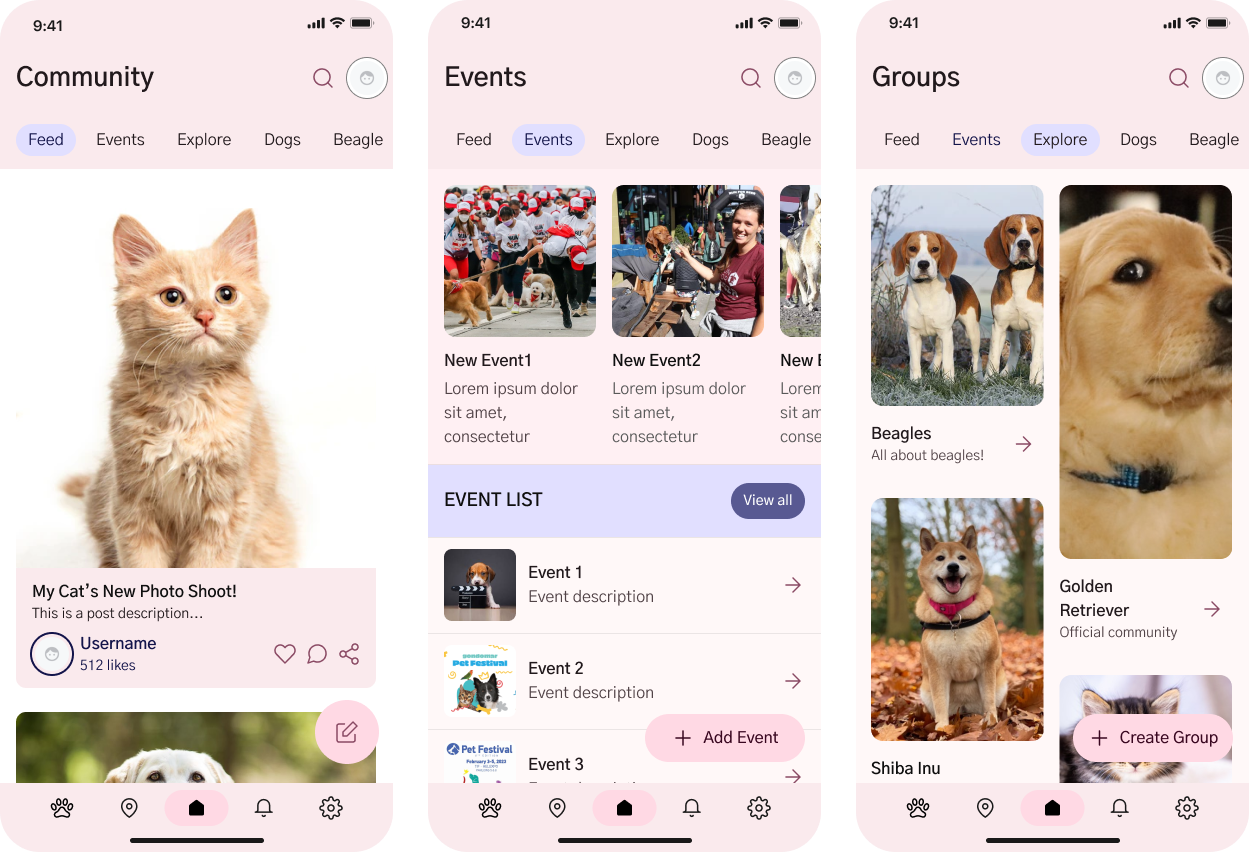 9:41
Community
Feed Events Explore Dogs Beagle
My Cat's New Photo Shoot!
This is a post description...
Username
512 likes
9:41
Events
Feed Events Explore Dogs Beagle
New Event1
Lorem ipsum dolor
sit amet,
consectetur
New Event2
Lorem ipsum dolor
sit amet,
consectetur
New E
Lorem
sit am
conse
EVENT LIST
View all
Event 1
Event description
Pet Festival
Event 2
Event description
Pet Festival
February 3-5, 2023
Event 3
Add Event
9:41
Groups
Feed Events Explore Dogs Beagle
Beagles
All about beagles!
Golden
Retriever
Official community
Shiba Inu
Create Group